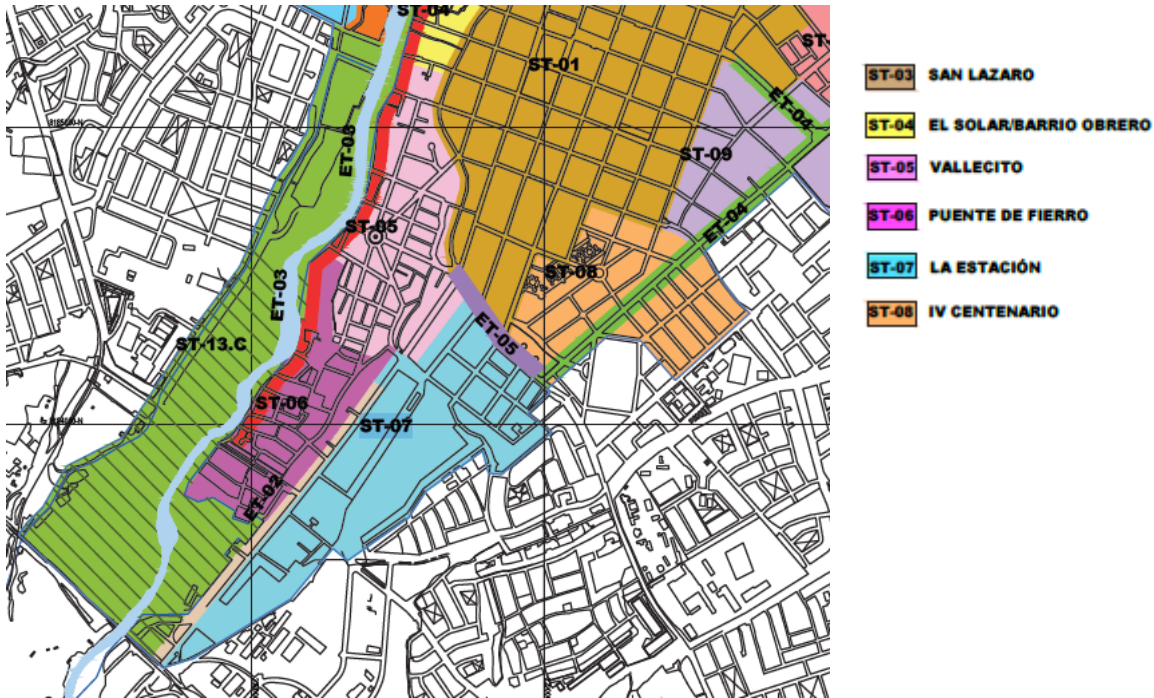 ST-04
ST-01
ST-
ET-04
8185000-N
ET-03
ST-09
ET-04
ST-05
ST-08
ET-03
ET-05
ST-13.C
ST-06
ST-07
ET-02
ST-03 SAN LAZARO
ST-04 EL SOLAR/BARRIO OBRERO
ST-05 VALLECITO
ST-06 PUENTE DE FIERRO
ST-07 LA ESTACIÓN
ST-08 IV CENTENARIO